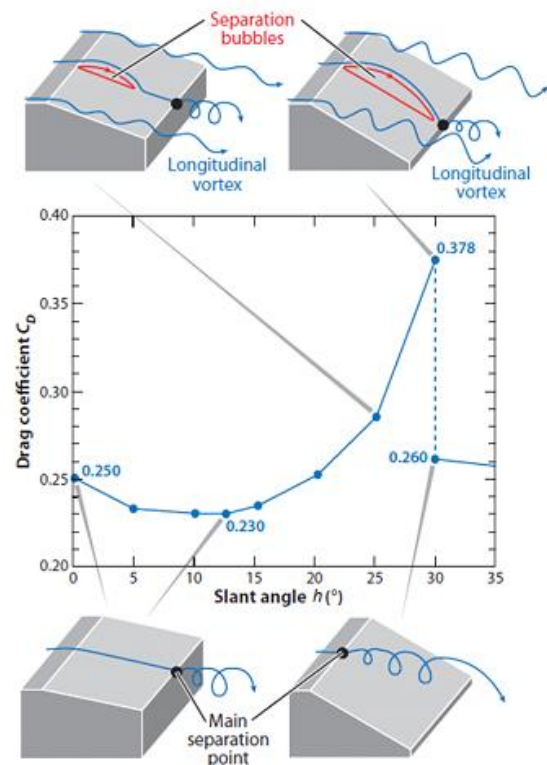 Separation
bubbles
Longitudinal
vortex
Longitudinal
vortex
0.40
0.35
0.30
0.25
0.20
Drag coefficient C_D
0.378
0.260
0.250
0.230
0 5 10 15 20 25 30 35
Slant angle h (°)
Main
separation
point